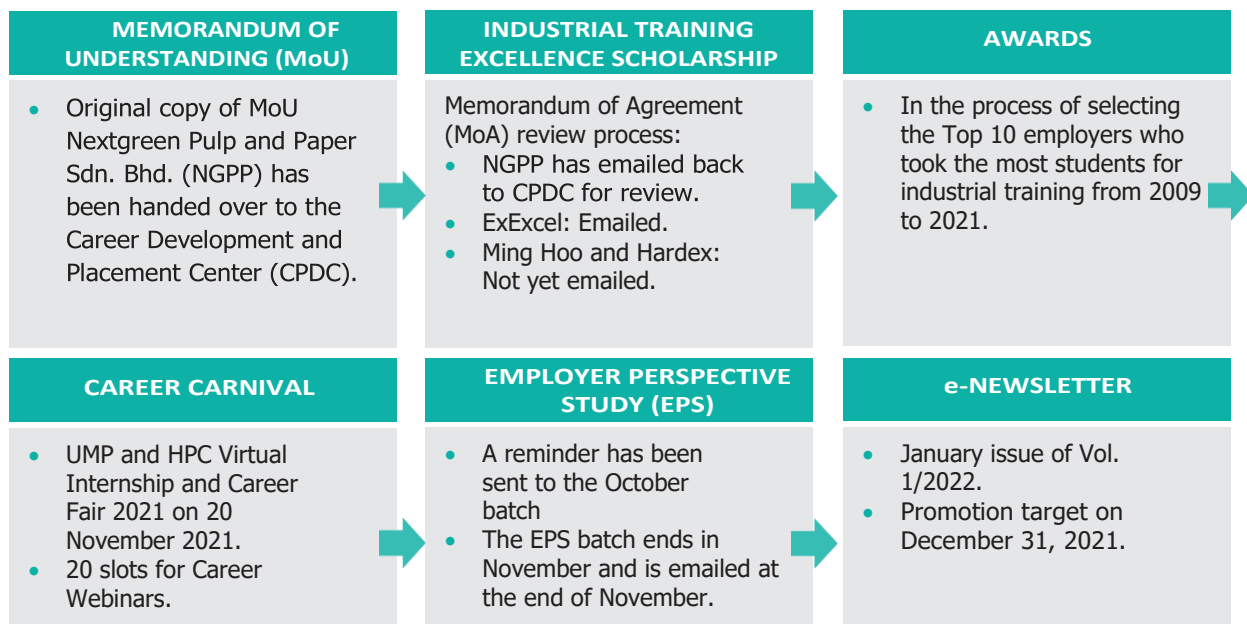 MEMORANDUM OF
UNDERSTANDING (MoU)
• Original copy of MoU
Nextgreen Pulp and Paper
Sdn. Bhd. (NGPP) has
been handed over to the
Career Development and
Placement Center (CPDC).
INDUSTRIAL TRAINING
EXCELLENCE SCHOLARSHIP
Memorandum of Agreement
(MoA) review process:
• NGPP has emailed back
to CPDC for review.
• ExExcel: Emailed.
• Ming Hoo and Hardex:
Not yet emailed.
AWARDS
• In the process of selecting
the Top 10 employers who
took the most students for
industrial training from 2009
to 2021.
CAREER CARNIVAL
• UMP and HPC Virtual
Internship and Career
Fair 2021 on 20
November 2021.
• 20 slots for Career
Webinars.
EMPLOYER PERSPECTIVE
STUDY (EPS)
• A reminder has been
sent to the October
batch
• The EPS batch ends in
November and is emailed at
the end of November.
e-NEWSLETTER
• January issue of Vol.
1/2022.
• Promotion target on
December 31, 2021.